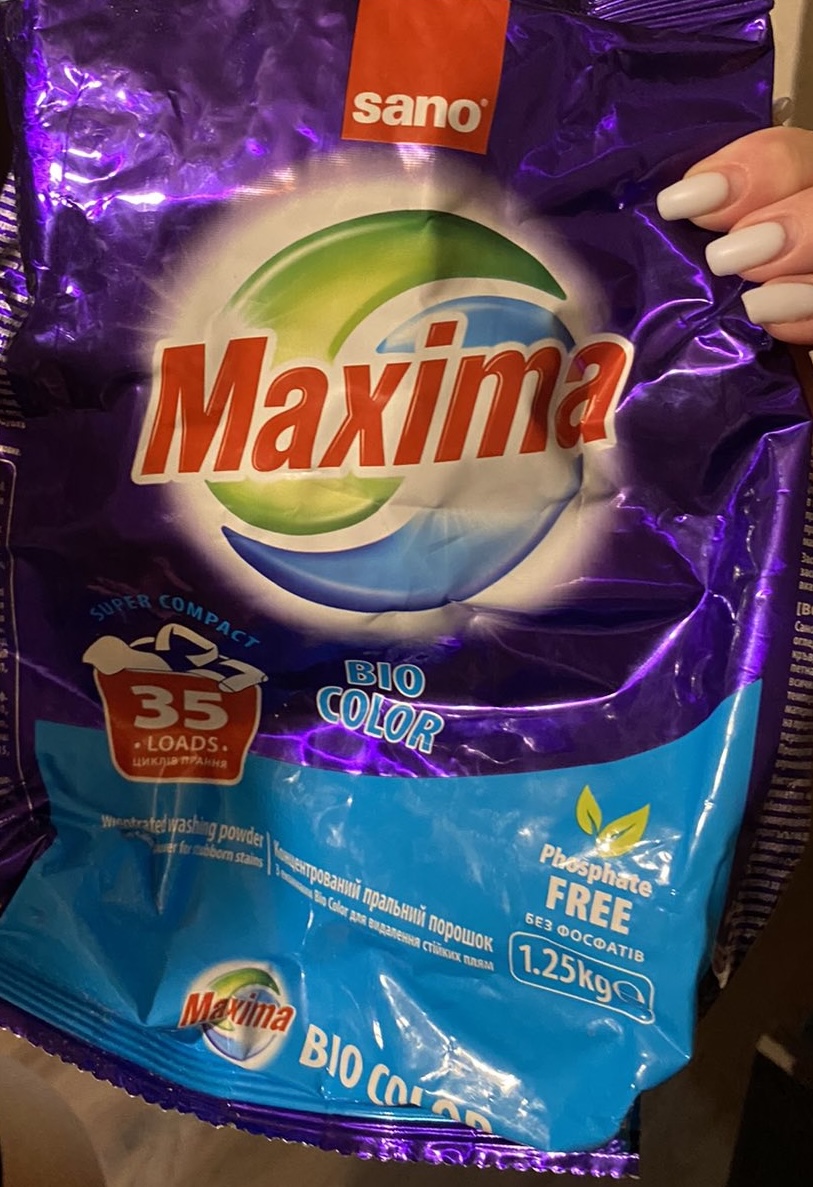 sano
Maxima
SUPER COMPACT
35
• LOADS •
ЦИКЛІВ ПРАННЯ
BIO
COLOR
washing powder
for stubborn stains
Концентрований пральний порошок
Bio Color для видалення стійких плям
Phosphate
FREE
БЕЗ ФОСФАТІВ
1.25kg e
Maxima
BIO COLOR